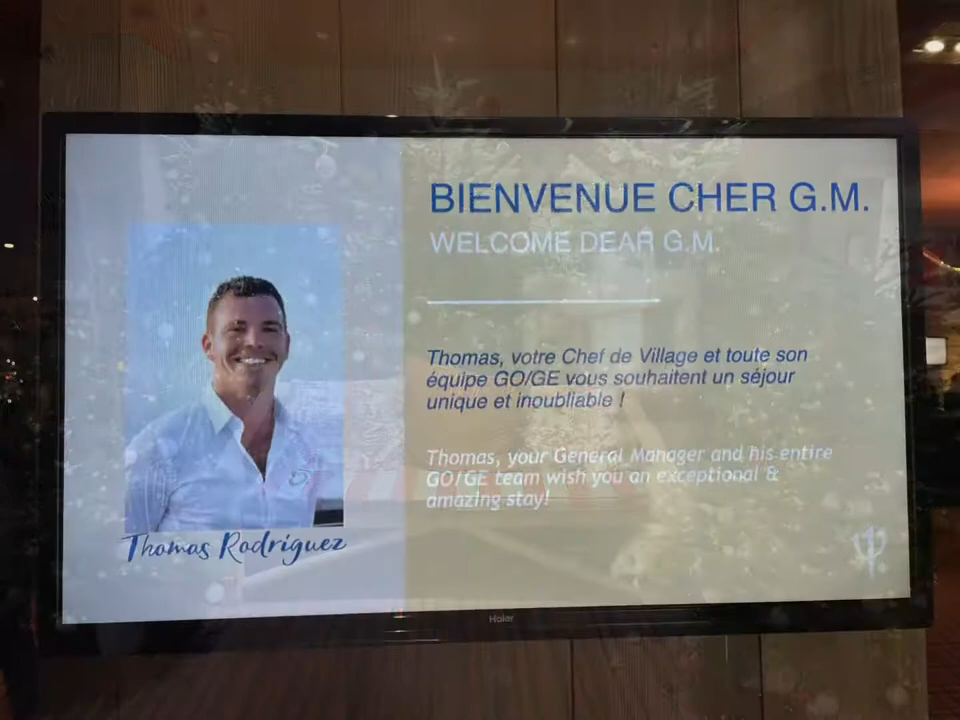 BIENVENUE CHER G.M.
WELCOME DEAR G.M.
Thomas, votre Chef de Village et toute son
équipe GO/GE vous souhaitent un séjour
unique et inoubliable !
Thomas, your General Manager and his entire
GO/GE team wish you an exceptional &
amazing stay!
Thomas Rodriguez
Haier